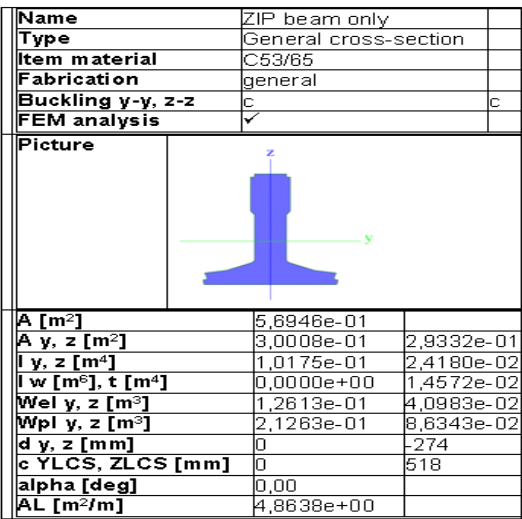 Name ZIP beam only
Type General cross-section
Item material C53/65
Fabrication general
Buckling y-y, z-z c c
FEM analysis ✓
Picture
z
y
A [m²] 5,6946e-01
A y, z [m²] 3,0008e-01 2,9332e-01
I y, z [m⁴] 1,0175e-01 2,4180e-02
I w [m⁶], t [m⁴] 0,0000e+00 1,4572e-02
Wel y, z [m³] 1,2613e-01 4,0983e-02
Wpl y, z [m³] 2,1263e-01 8,6343e-02
d y, z [mm] 0 -274
c YLCS, ZLCS [mm] 0 518
alpha [deg] 0,00
AL [m²/m] 4,8638e+00